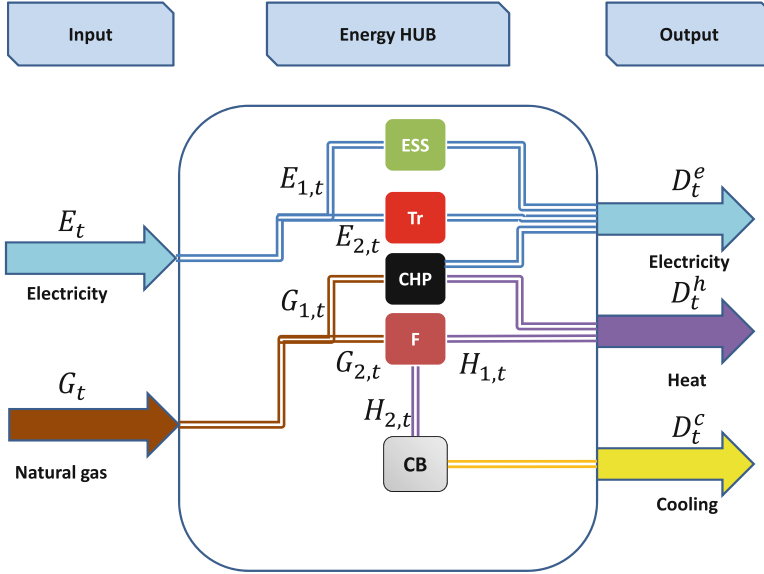 Input
Energy HUB
Output
ESS
E_{1,t}
D_t^e
E_t
Tr
E_{2,t}
Electricity
Electricity
CHP
D_t^h
G_{1,t}
F
G_{2,t}
H_{1,t}
G_t
Heat
H_{2,t}
D_t^c
Natural gas
CB
Cooling